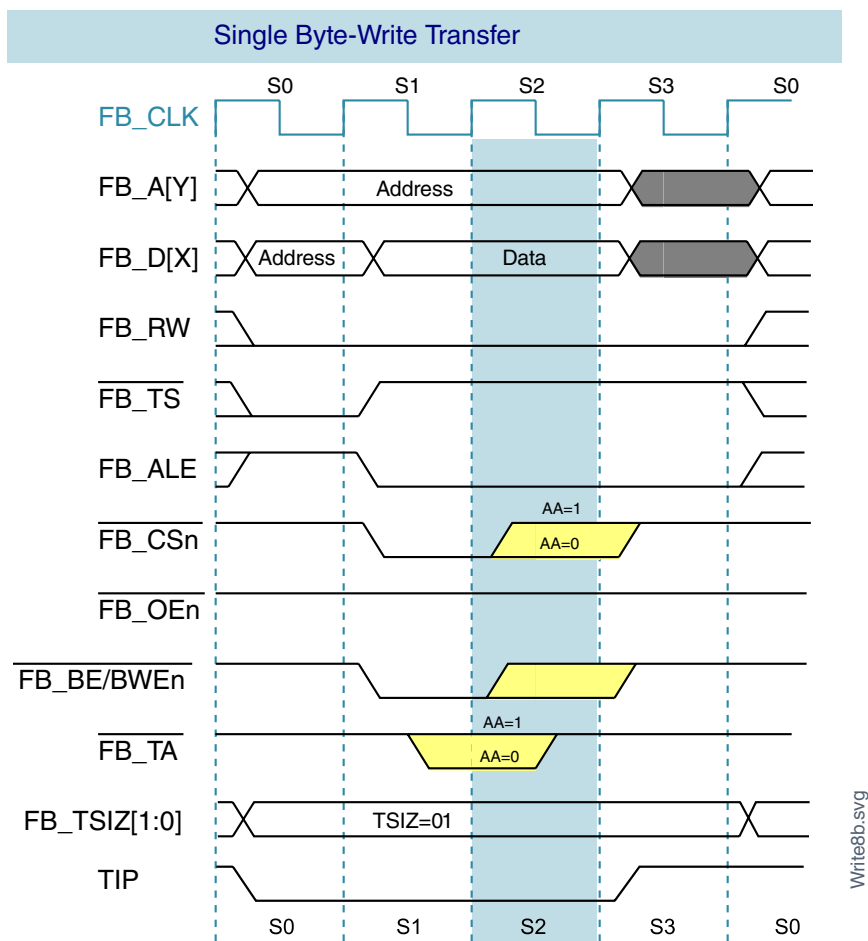 Single Byte-Write Transfer
S0 S1 S2 S3 S0
FB_CLK
FB_A[Y] Address
FB_D[X] Address Data
FB_RW
FB_TS
FB_ALE
AA=1
FB_CSn AA=0
FB_OEn
FB_BE/BWEn
AA=1
FB_TA AA=0
FB_TSIZ[1:0] TSIZ=01
TIP
S0 S1 S2 S3 S0
Write8b.svg